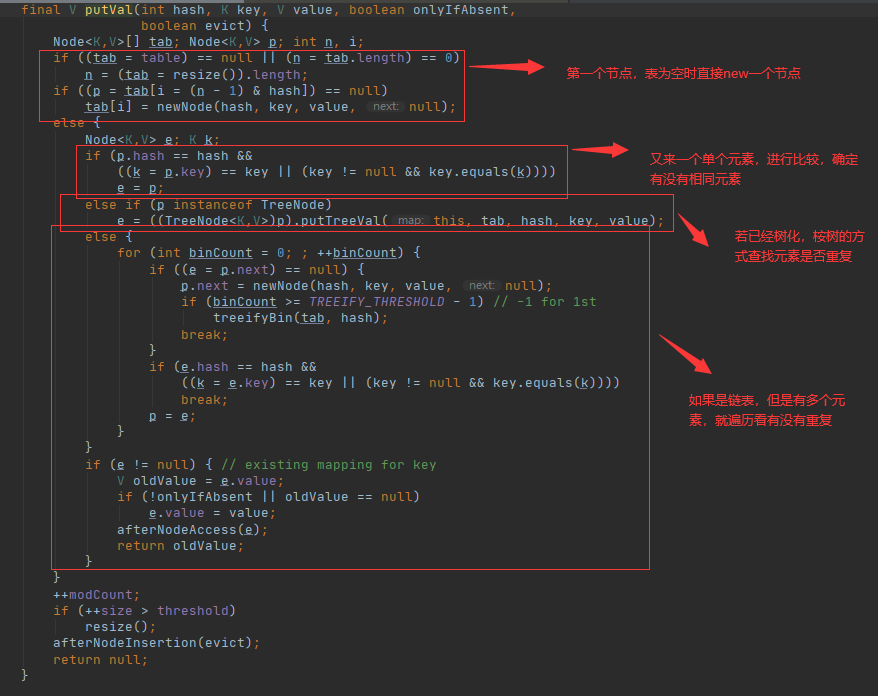 final V putVal(int hash, K key, V value, boolean onlyIfAbsent,
boolean evict) {
Node<K,V>[] tab; Node<K,V> p; int n, i;
if ((tab = table) == null || (n = tab.length) == 0)
n = (tab = resize()).length;
if ((p = tab[i = (n - 1) & hash]) == null)
tab[i] = newNode(hash, key, value, next: null);
第一个节点，表为空时直接new一个节点
else {
Node<K,V> e; K k;
if (p.hash == hash &&
((k = p.key) == key || (key != null && key.equals(k))))
e = p;
又来一个单个元素，进行比较，确定
有没有相同元素
else if (p instanceof TreeNode)
e = ((TreeNode<K,V>)p).putTreeVal( map: this, tab, hash, key, value);
若已经树化，桉树的方
式查找元素是否重复
else {
for (int binCount = 0; ; ++binCount) {
if ((e = p.next) == null) {
p.next = newNode(hash, key, value, next: null);
if (binCount >= TREEIFY_THRESHOLD - 1) // -1 for 1st
treeifyBin(tab, hash);
break;
}
if (e.hash == hash &&
((k = e.key) == key || (key != null && key.equals(k))))
break;
p = e;
}
}
如果是链表，但是有多个元
素，就遍历看有没有重复
if (e != null) { // existing mapping for key
V oldValue = e.value;
if (!onlyIfAbsent || oldValue == null)
e.value = value;
afterNodeAccess(e);
return oldValue;
}
}
++modCount;
if (++size > threshold)
resize();
afterNodeInsertion(evict);
return null;
}